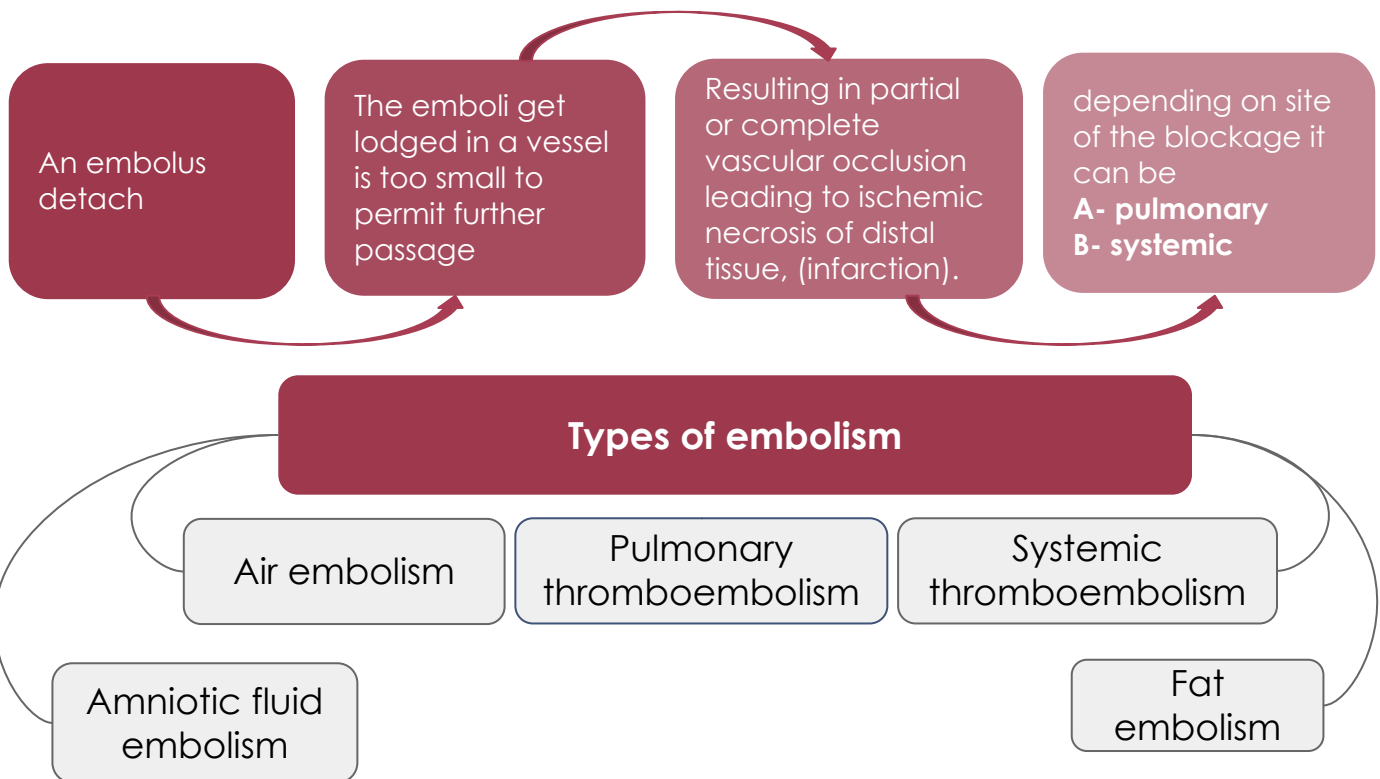 An embolus
detach
The emboli get
lodged in a vessel
is too small to
permit further
passage
Resulting in partial
or complete
vascular occlusion
leading to ischemic
necrosis of distal
tissue, (infarction).
depending on site
of the blockage it
can be
A- pulmonary
B- systemic
Types of embolism
Air embolism
Pulmonary
thromboembolism
Systemic
thromboembolism
Amniotic fluid
embolism
Fat
embolism